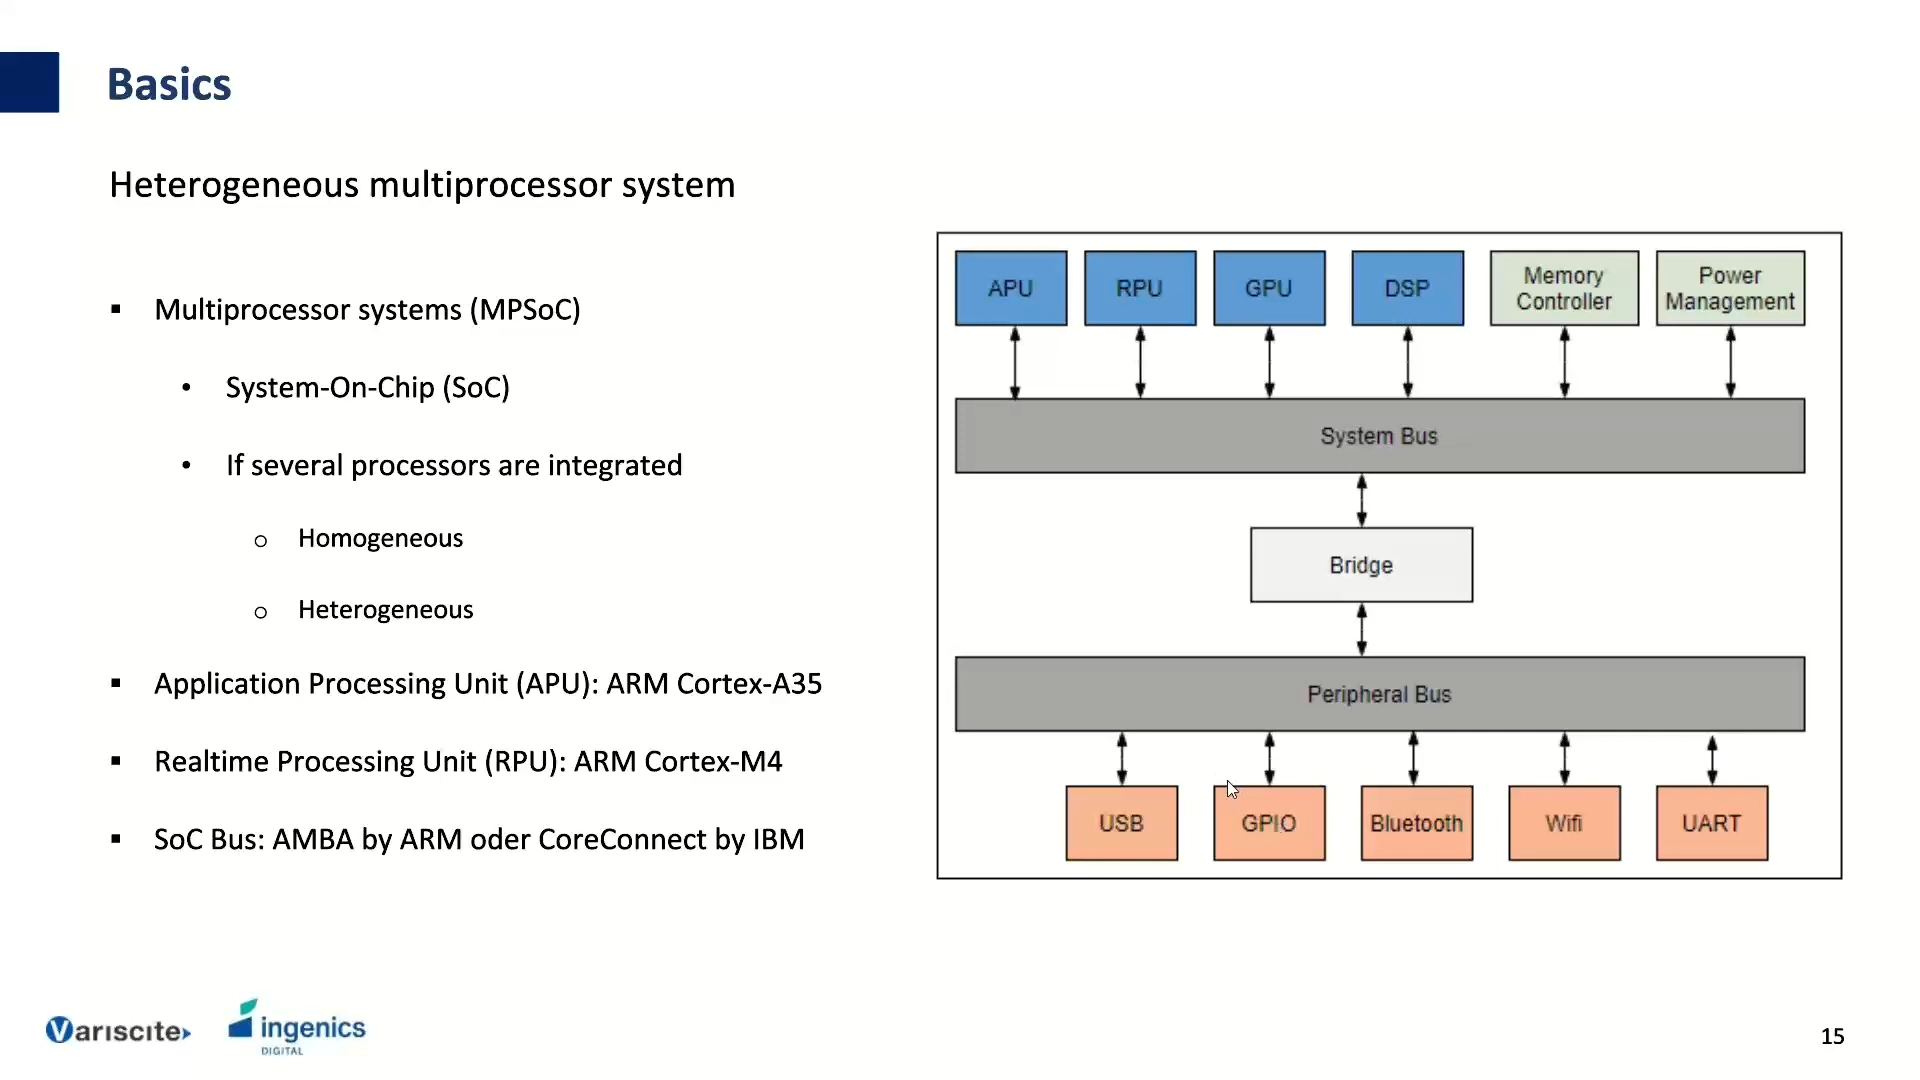 Basics
Heterogeneous multiprocessor system
▪ Multiprocessor systems (MPSoC)
• System-On-Chip (SoC)
• If several processors are integrated
o Homogeneous
o Heterogeneous
▪ Application Processing Unit (APU): ARM Cortex-A35
▪ Realtime Processing Unit (RPU): ARM Cortex-M4
▪ SoC Bus: AMBA by ARM oder CoreConnect by IBM
APU
RPU
GPU
DSP
Memory
Controller
Power
Management
System Bus
Bridge
Peripheral Bus
USB
GPIO
Bluetooth
Wifi
UART
Variscite
ingenics
DIGITAL
15